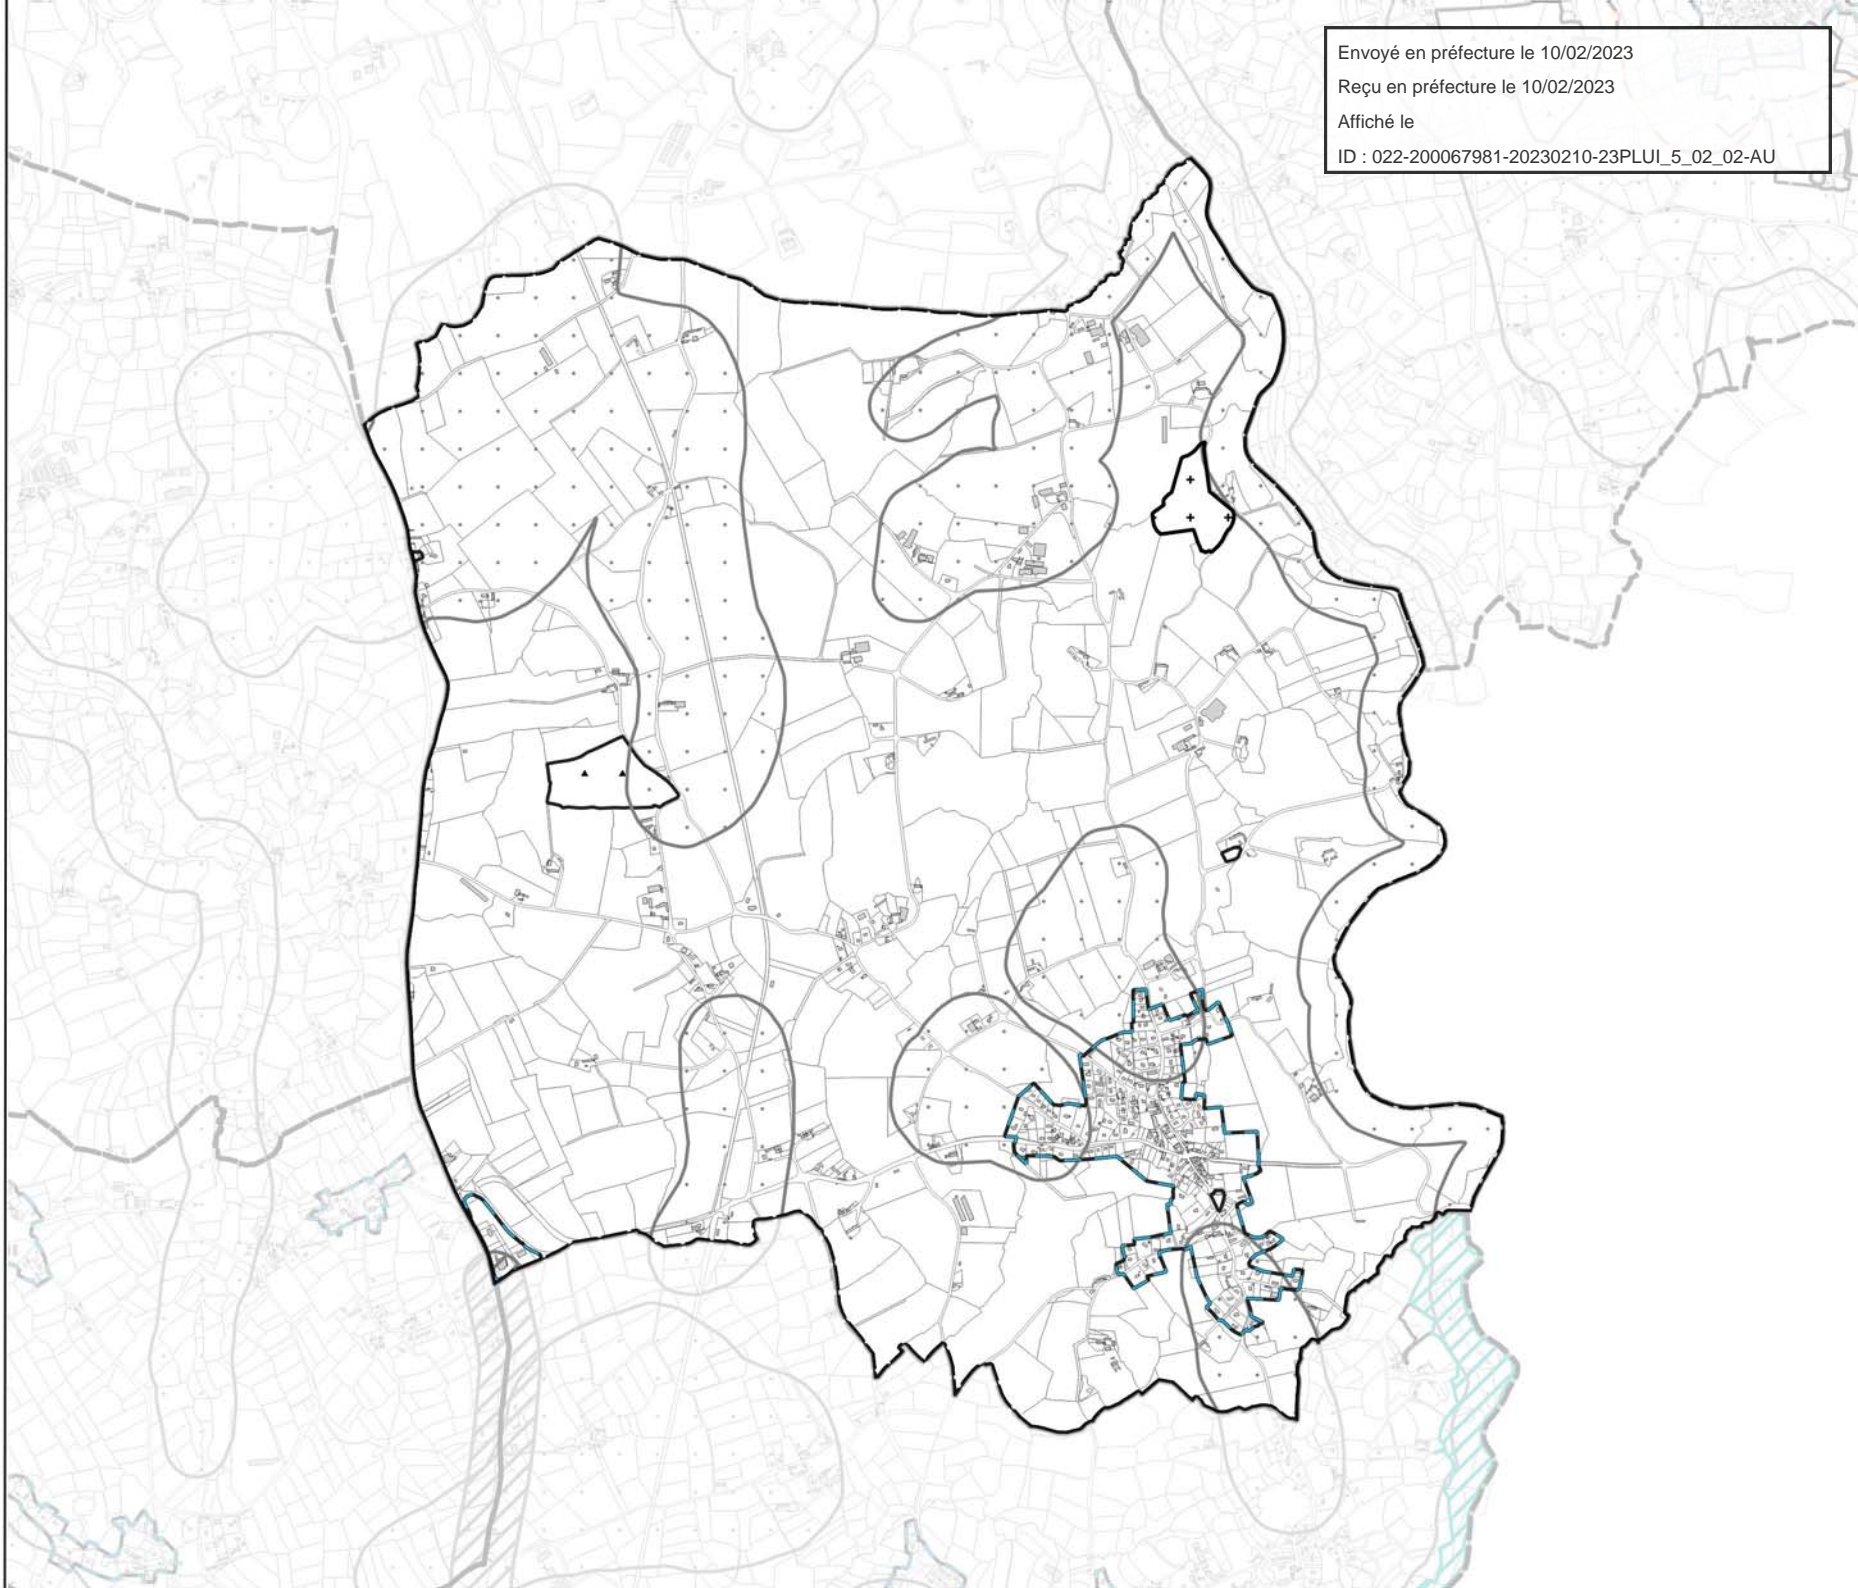 Envoyé en préfecture le 10/02/2023
Reçu en préfecture le 10/02/2023
Affiché le
ID : 022-200067981-20230210-23PLUI_5_02_02-AU